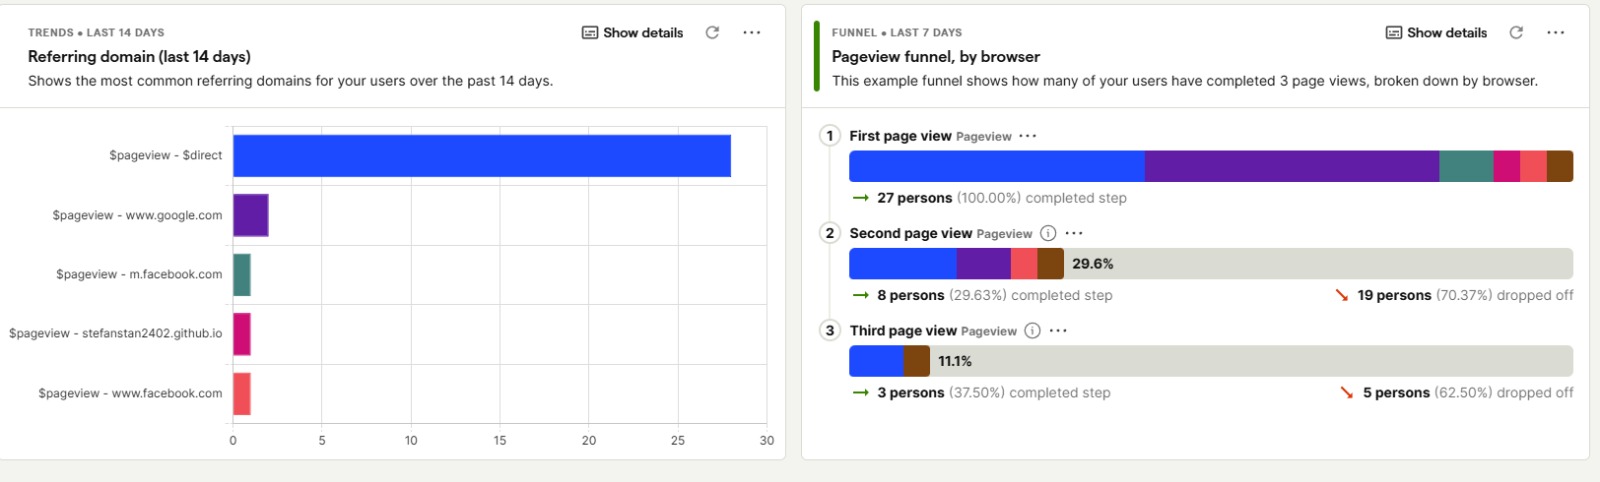 TRENDS • LAST 14 DAYS
Show details
Referring domain (last 14 days)
Shows the most common referring domains for your users over the past 14 days.
$pageview - $direct
$pageview - www.google.com
$pageview - m.facebook.com
$pageview - stefanstan2402.github.io
$pageview - www.facebook.com
0 5 10 15 20 25 30
FUNNEL • LAST 7 DAYS
Show details
Pageview funnel, by browser
This example funnel shows how many of your users have completed 3 page views, broken down by browser.
1 First page view Pageview
27 persons (100.00%) completed step
2 Second page view Pageview
29.6%
8 persons (29.63%) completed step 19 persons (70.37%) dropped off
3 Third page view Pageview
11.1%
3 persons (37.50%) completed step 5 persons (62.50%) dropped off